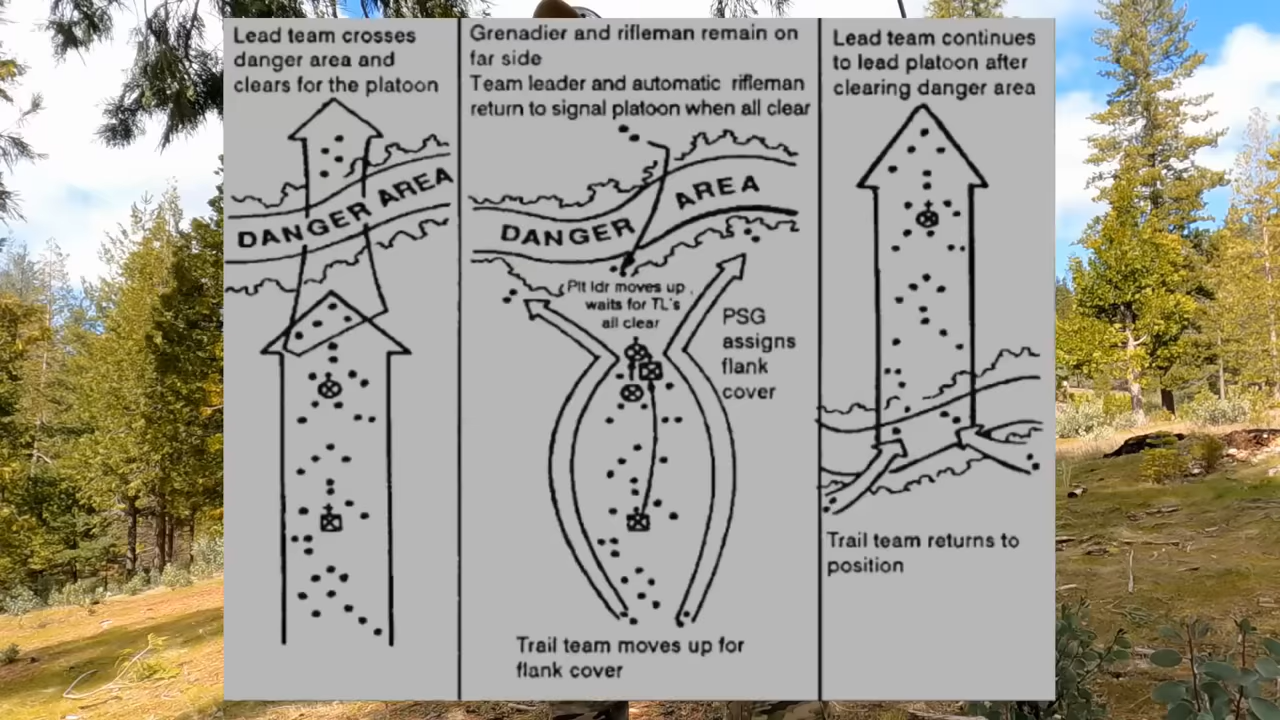 Lead team crosses
danger area and
clears for the platoon
DANGER AREA
Grenadier and rifleman remain on
far side
Team leader and automatic rifleman
return to signal platoon when all clear
DANGER AREA
Plt ldr moves up
waits for TL's
all clear
PSG
assigns
flank
cover
Trail team moves up for
flank cover
Lead team continues
to lead platoon after
clearing danger area
Trail team returns to
position